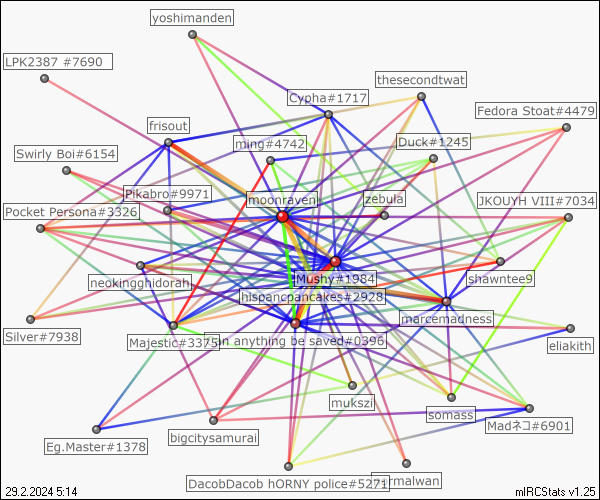 yoshimanden
LPK2387 #7690
thesecondtwat
Cypha#1717
Fedora Stoat#4479
frisout
ming#4742
Duck#1245
Swirly Boi#6154
Pikabro#9971
moonraven
zebula
JKOUYH VIII#7034
Pocket Persona#3326
Mushy#1984
shawntee9
neokingghidorah
hispancpancakes#2928
marcemadness
Silver#7938
Majestic#3375
n anything be saved#0396
eliakith
mukszi
somass
Madネコ#6901
bigcitysamurai
Eg.Master#1378
DacobDacob hORNY police#5271
ormalwan
29.2.2024 5:14
mIRCStats v1.25